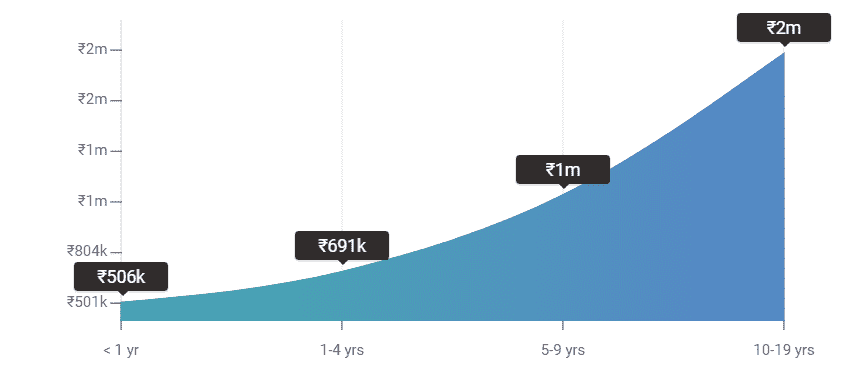 ₹2m
₹2m
₹2m
₹1m
₹1m
₹1m
₹691k
₹804k
₹506k
₹501k
< 1 yr
1-4 yrs
5-9 yrs
10-19 yrs